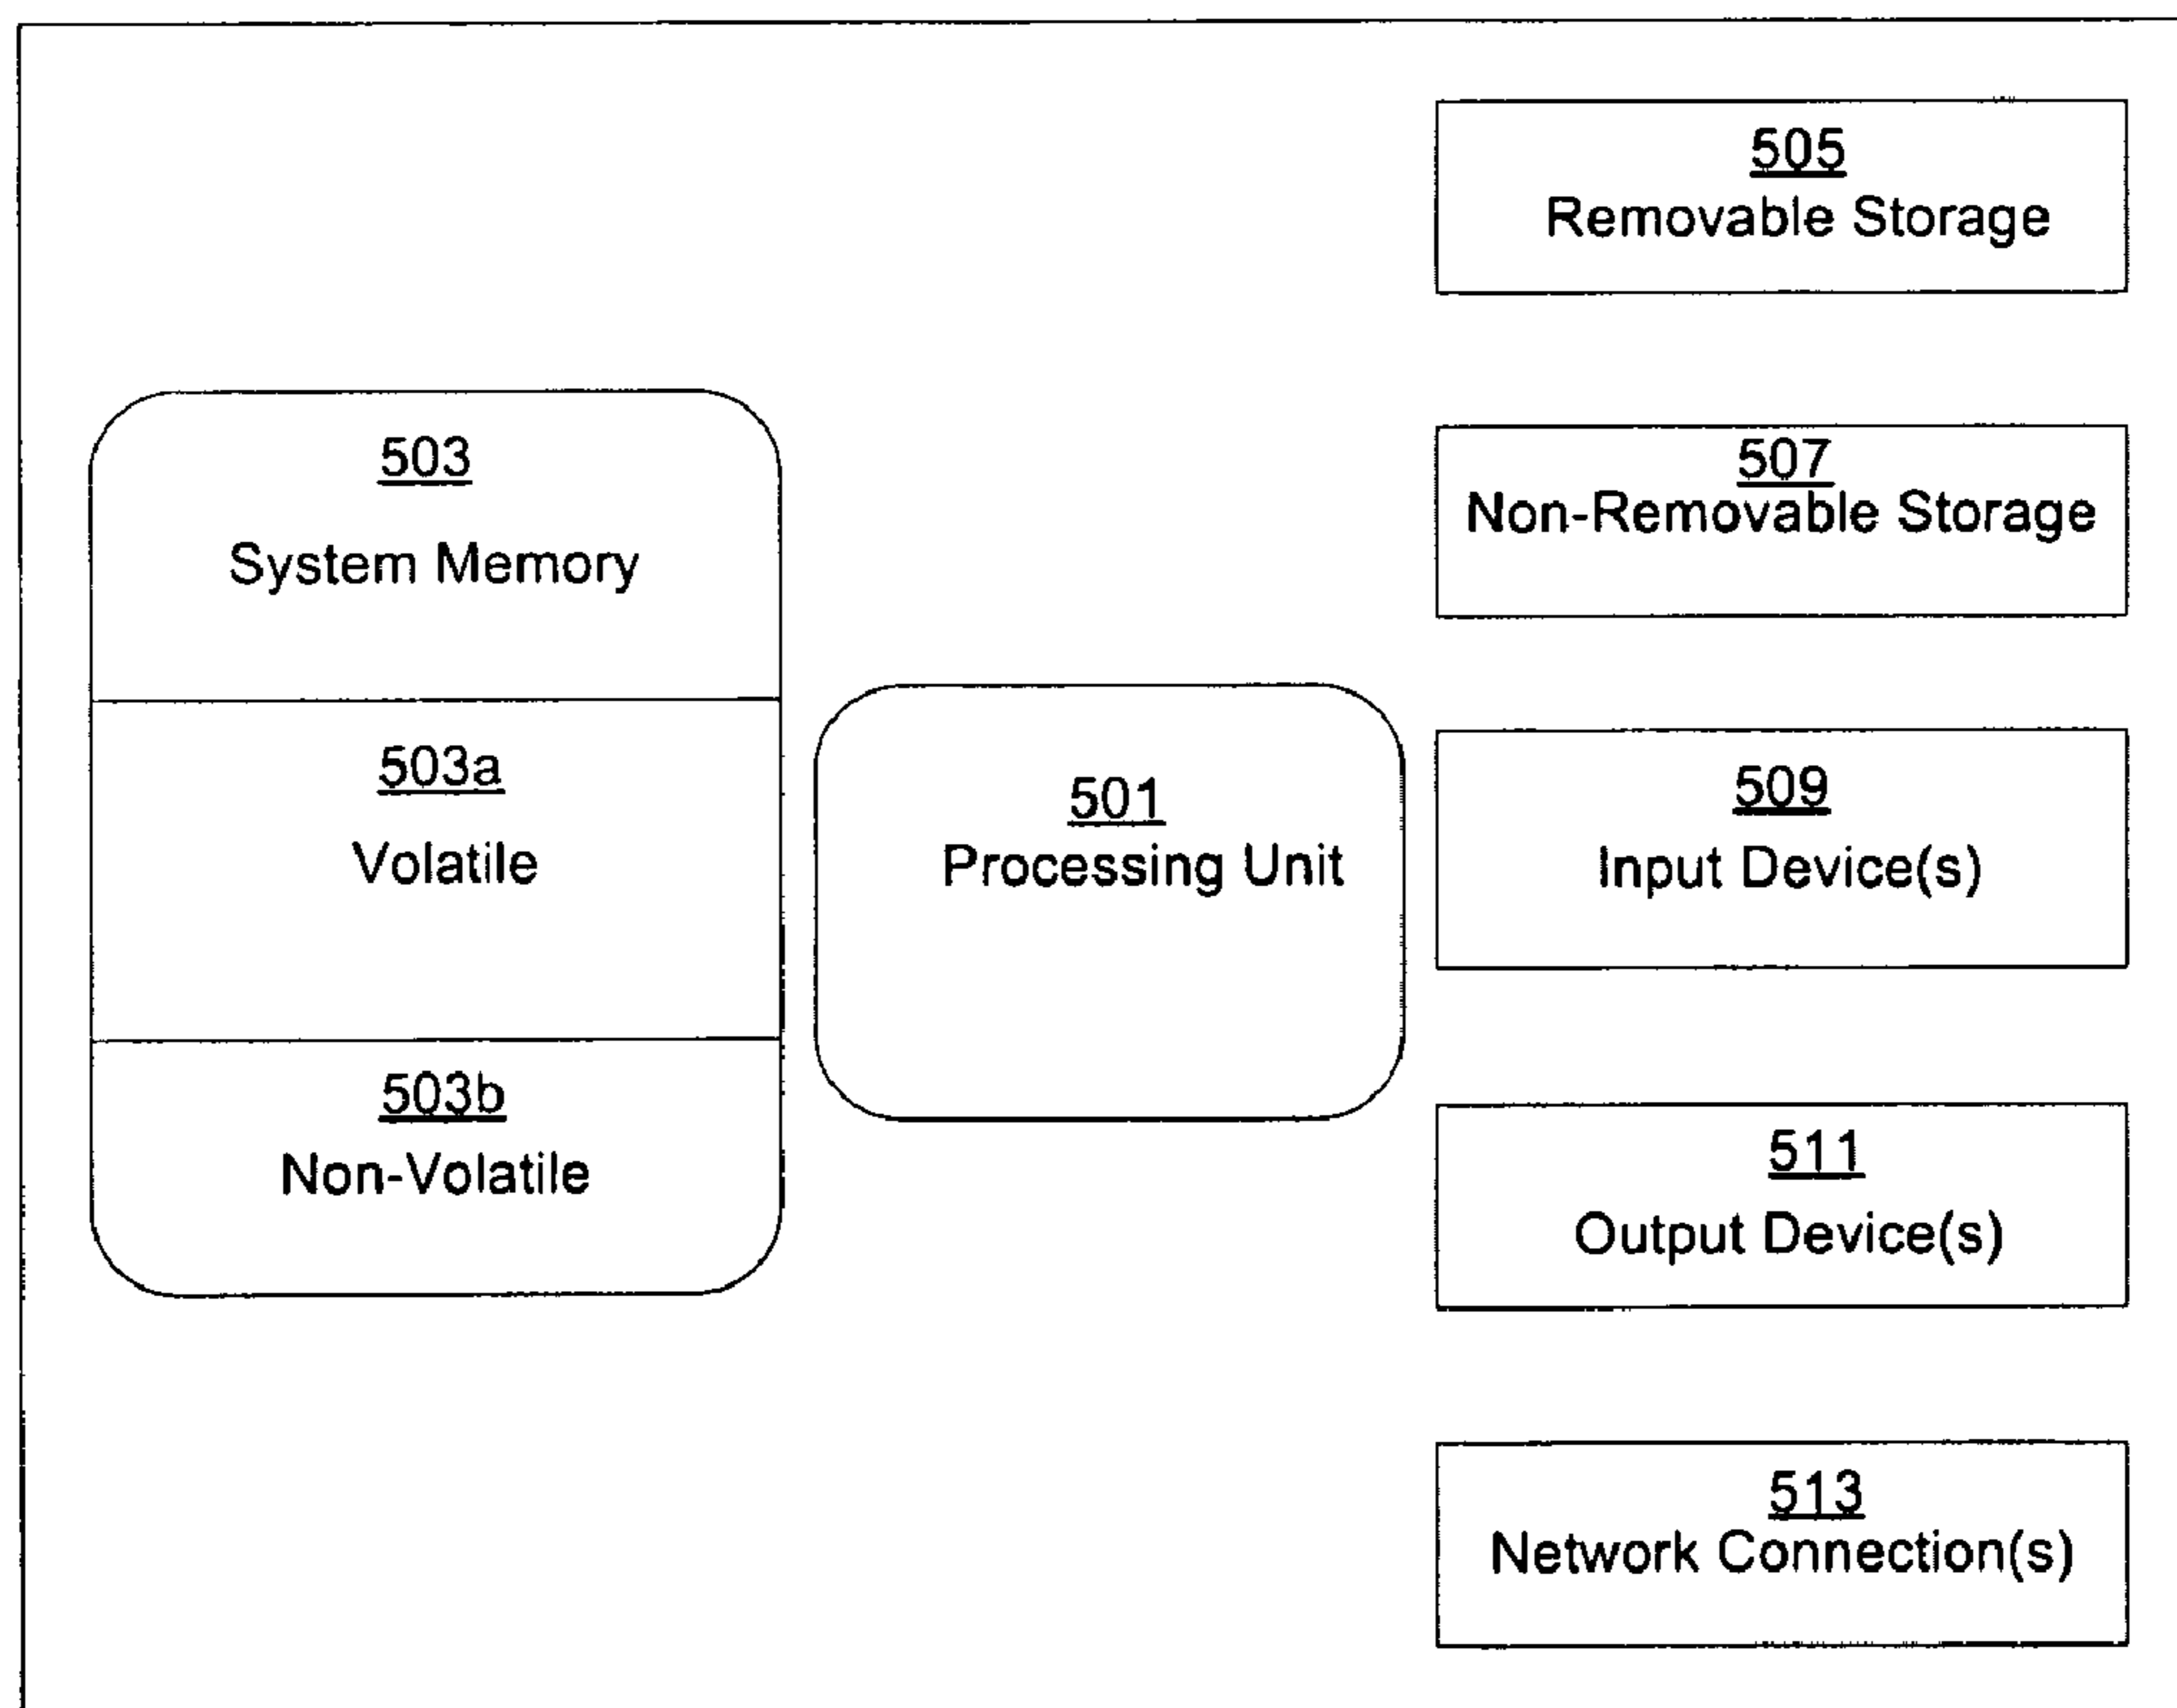 503
System Memory
503a
Volatile
503b
Non-Volatile
501
Processing Unit
505
Removable Storage
507
Non-Removable Storage
509
Input Device(s)
511
Output Device(s)
513
Network Connection(s)